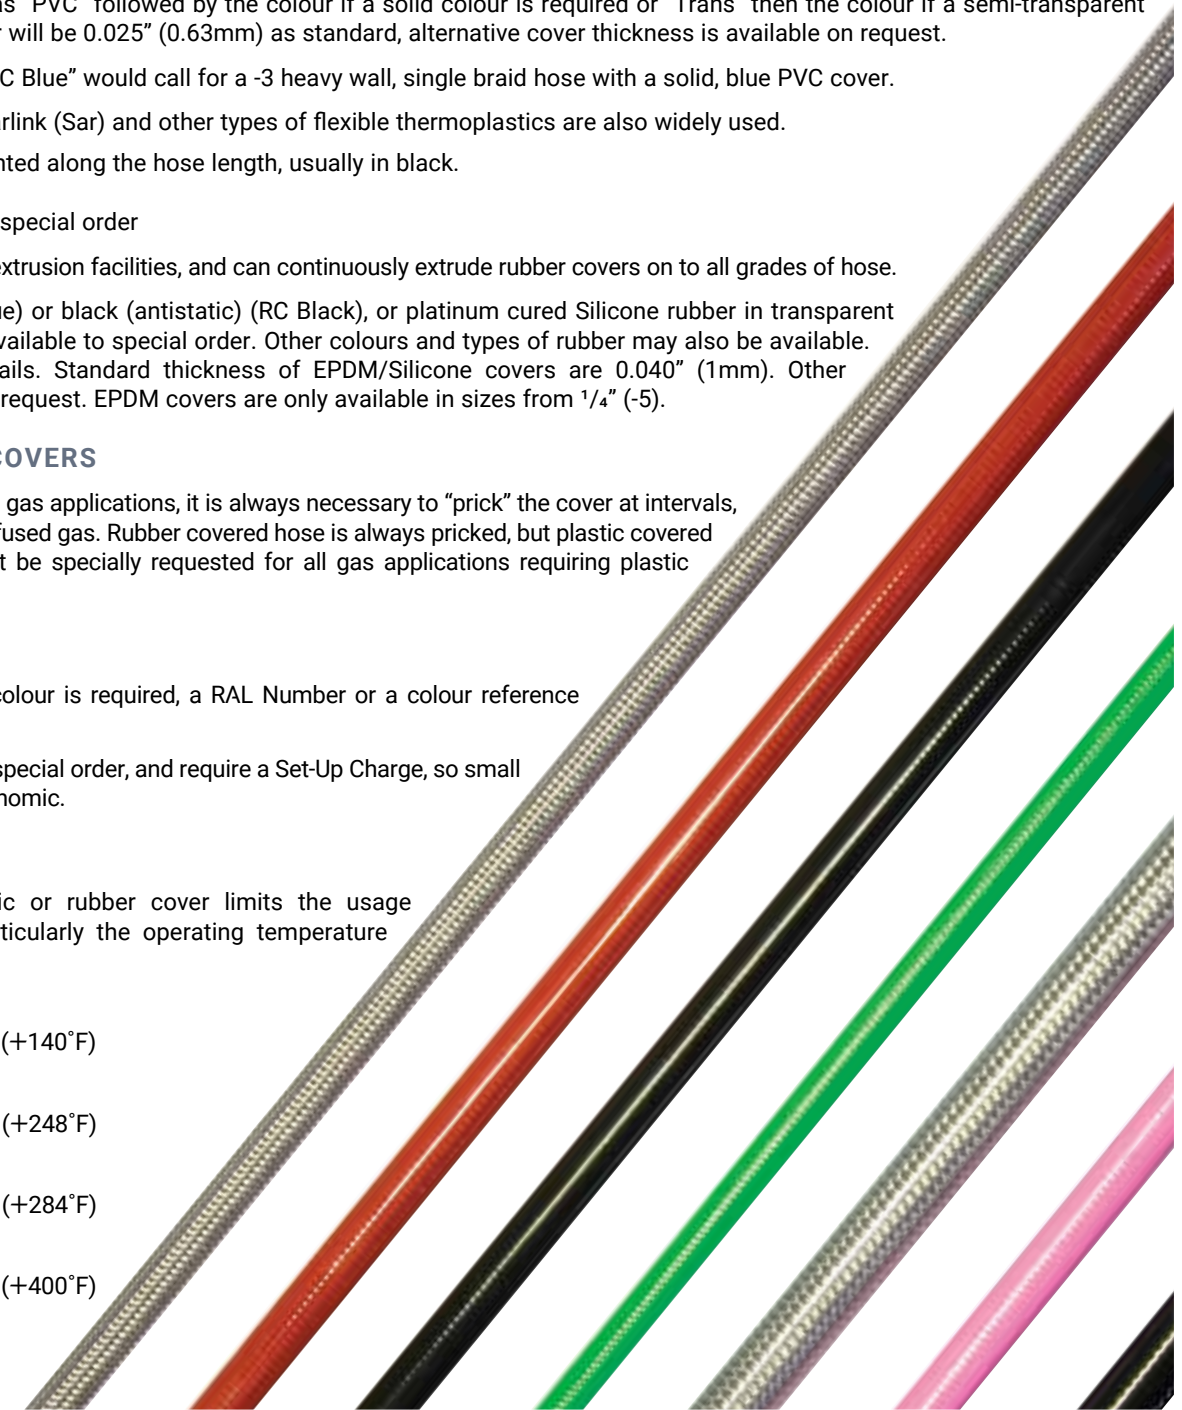 as “PVC” followed by the colour if a solid colour is required or “Trans” then the colour if a semi-transparent
will be 0.025” (0.63mm) as standard, alternative cover thickness is available on request.
C Blue” would call for a -3 heavy wall, single braid hose with a solid, blue PVC cover.
rlink (Sar) and other types of flexible thermoplastics are also widely used.
nted along the hose length, usually in black.
special order
extrusion facilities, and can continuously extrude rubber covers on to all grades of hose.
ue) or black (antistatic) (RC Black), or platinum cured Silicone rubber in transparent
vailable to special order. Other colours and types of rubber may also be available.
ails. Standard thickness of EPDM/Silicone covers are 0.040” (1mm). Other
request. EPDM covers are only available in sizes from ¹/₄” (-5).
COVERS
gas applications, it is always necessary to “prick” the cover at intervals,
fused gas. Rubber covered hose is always pricked, but plastic covered
t be specially requested for all gas applications requiring plastic
colour is required, a RAL Number or a colour reference
special order, and require a Set-Up Charge, so small
nomic.
ic or rubber cover limits the usage
ticularly the operating temperature
(+140˚F)
(+248˚F)
(+284˚F)
(+400˚F)